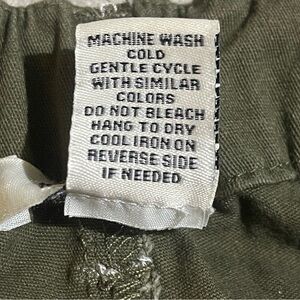 MACHINE WASH
COLD
GENTLE CYCLE
WITH SIMILAR
COLORS
DO NOT BLEACH
HANG TO DRY
COOL IRON ON
REVERSE SIDE
IF NEEDED